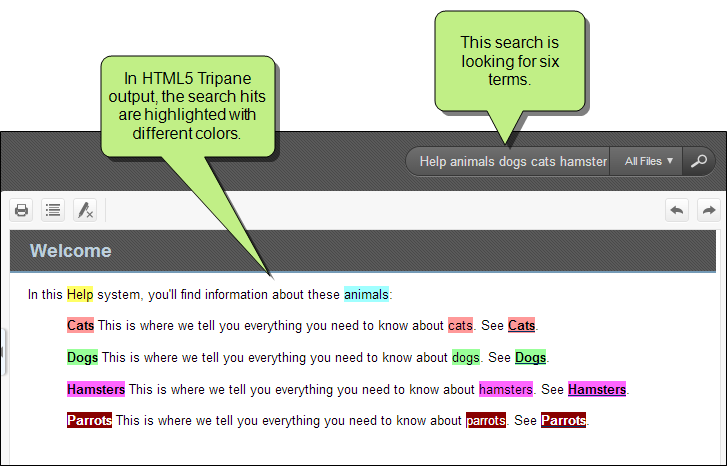 This search is
looking for six
terms.
In HTML5 Tripane
output, the search hits
are highlighted with
different colors.
Help animals dogs cats hamster All Files
Welcome
In this Help system, you'll find information about these animals:
Cats This is where we tell you everything you need to know about cats. See Cats.
Dogs This is where we tell you everything you need to know about dogs. See Dogs.
Hamsters This is where we tell you everything you need to know about hamsters. See Hamsters.
Parrots This is where we tell you everything you need to know about parrots. See Parrots.